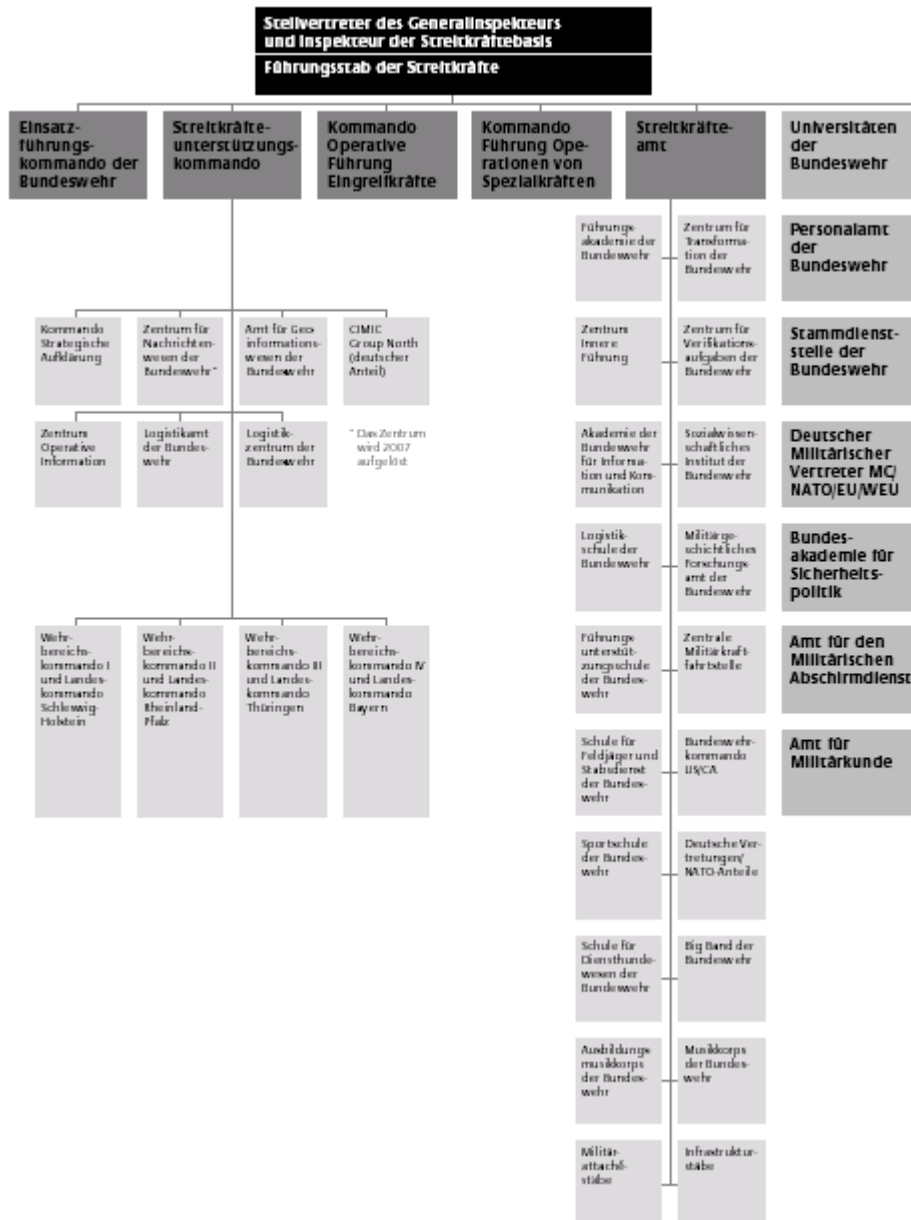 Stellvertreter des Generalinspekteurs
und Inspekteur der Streitkräftebasis
Führungsstab der Streitkräfte
Einsatz-
führungs-
kommando der
Bundeswehr
Streitkräfte-
unterstützungs-
kommando
Kommando
Operative
Führung
Eingreifkräfte
Kommando
Führung Ope-
rationen von
Spezialkräften
Streitkräfte-
amt
Universitäten
der
Bundeswehr
Personalamt
der
Bundeswehr
Stammdienst-
stelle der
Bundeswehr
Deutscher
Militärischer
Vertreter MC/
NATO/EU/WEU
Bundes-
akademie für
Sicherheits-
politik
Amt für den
Militärischen
Abschirmdienst
Amt für
Militärkunde
Kommando
Strategische
Aufklärung
Zentrum für
Nachrichten-
wesen der
Bundeswehr*
Amt für Geo-
informations-
wesen der
Bundeswehr
CIMIC
Group North
(deutscher
Anteil)
Zentrum
Operative
Information
Logistikamt
der Bundes-
wehr
Logistik-
zentrum der
Bundeswehr
* Das Zentrum
wird 2007
aufgelöst
Wehr-
bereichs-
kommando I
und Landes-
kommando
Schleswig-
Holstein
Wehr-
bereichs-
kommando II
und Landes-
kommando
Rheinland-
Pfalz
Wehr-
bereichs-
kommando III
und Landes-
kommando
Thüringen
Wehr-
bereichs-
kommando IV
und Landes-
kommando
Bayern
Führungs
akademie der
Bundeswehr
Zentrum für
Transforma-
tion der
Bundeswehr
Zentrum
Innere
Führung
Zentrum für
Verifikations-
aufgaben der
Bundeswehr
Akademie der
Bundeswehr
für Informa-
tion und Kom-
munikation
Sozialwissen-
schaftliches
Institut der
Bundeswehr
Logistik-
schule der
Bundeswehr
Militärge-
schichtliches
Forschungs-
amt der
Bundeswehr
Führungs
unterstüt-
zungsschule
der Bundes-
wehr
Zentrale
Militärkraft-
fahrtstelle
Schule für
Feldjäger und
Stabsdienst
der Bundes-
wehr
Bundeswehr-
kommando
US/CA
Sportschule
der Bundes-
wehr
Deutsche Ver-
tretungen/
NATO-Anteile
Schule für
Diensthunde-
wesen der
Bundeswehr
Big Band der
Bundeswehr
Ausbildungs-
musikkorps
der Bundes-
wehr
Musikkorps
der Bundes-
wehr
Militär-
attaché-
stäbe
Infrastruktur-
stäbe